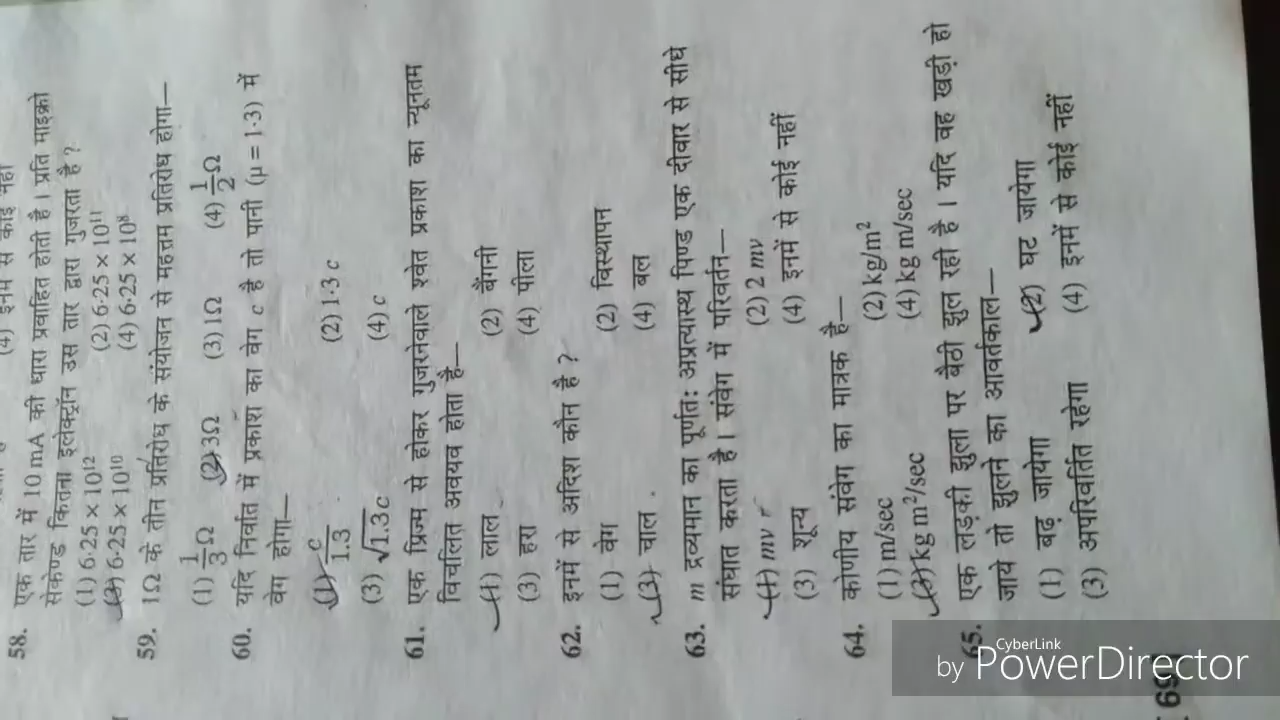 (4) इनमें से कोई नहीं
58. एक तार में 10 mA की धारा प्रवाहित होती है। प्रति माइक्रो
सेकण्ड कितना इलेक्ट्रॉन उस तार द्वारा गुजरता है ?
(1) 6·25 × 10¹² (2) 6·25 × 10¹¹
(3) 6·25 × 10¹⁰ (4) 6·25 × 10⁸
59. 1Ω के तीन प्रतिरोध के संयोजन से महत्तम प्रतिरोध होगा—
(1) 1/3 Ω (2) 3Ω (3) 1Ω (4) 1/2 Ω
60. यदि निर्वात में प्रकाश का वेग c है तो पानी (μ = 1·3) में
वेग होगा—
(1) c/1.3 (2) 1·3 c
(3) √1.3 c (4) c
61. एक प्रिज्म से होकर गुजरनेवाले श्वेत प्रकाश का न्यूनतम
विचलित अवयव होता है—
(1) लाल (2) बैंगनी
(3) हरा (4) पीला
62. इनमें से अदिश कौन है ?
(1) वेग (2) विस्थापन
(3) चाल (4) बल
63. m द्रव्यमान का पूर्णतः अप्रत्यास्थ पिण्ड एक दीवार से सीधे
संघात करता है। संवेग में परिवर्तन—
(1) mv (2) 2 mv
(3) शून्य (4) इनमें से कोई नहीं
64. कोणीय संवेग का मात्रक है—
(1) m/sec (2) kg/m²
(3) kg m²/sec (4) kg m/sec
65. एक लड़की झुला पर बैठी झुल रही है। यदि वह खड़ी हो
जाये तो झुलने का आवर्तकाल—
(1) बढ़ जायेगा (2) घट जायेगा
(3) अपरिवर्तित रहेगा (4) इनमें से कोई नहीं
69
by CyberLink PowerDirector